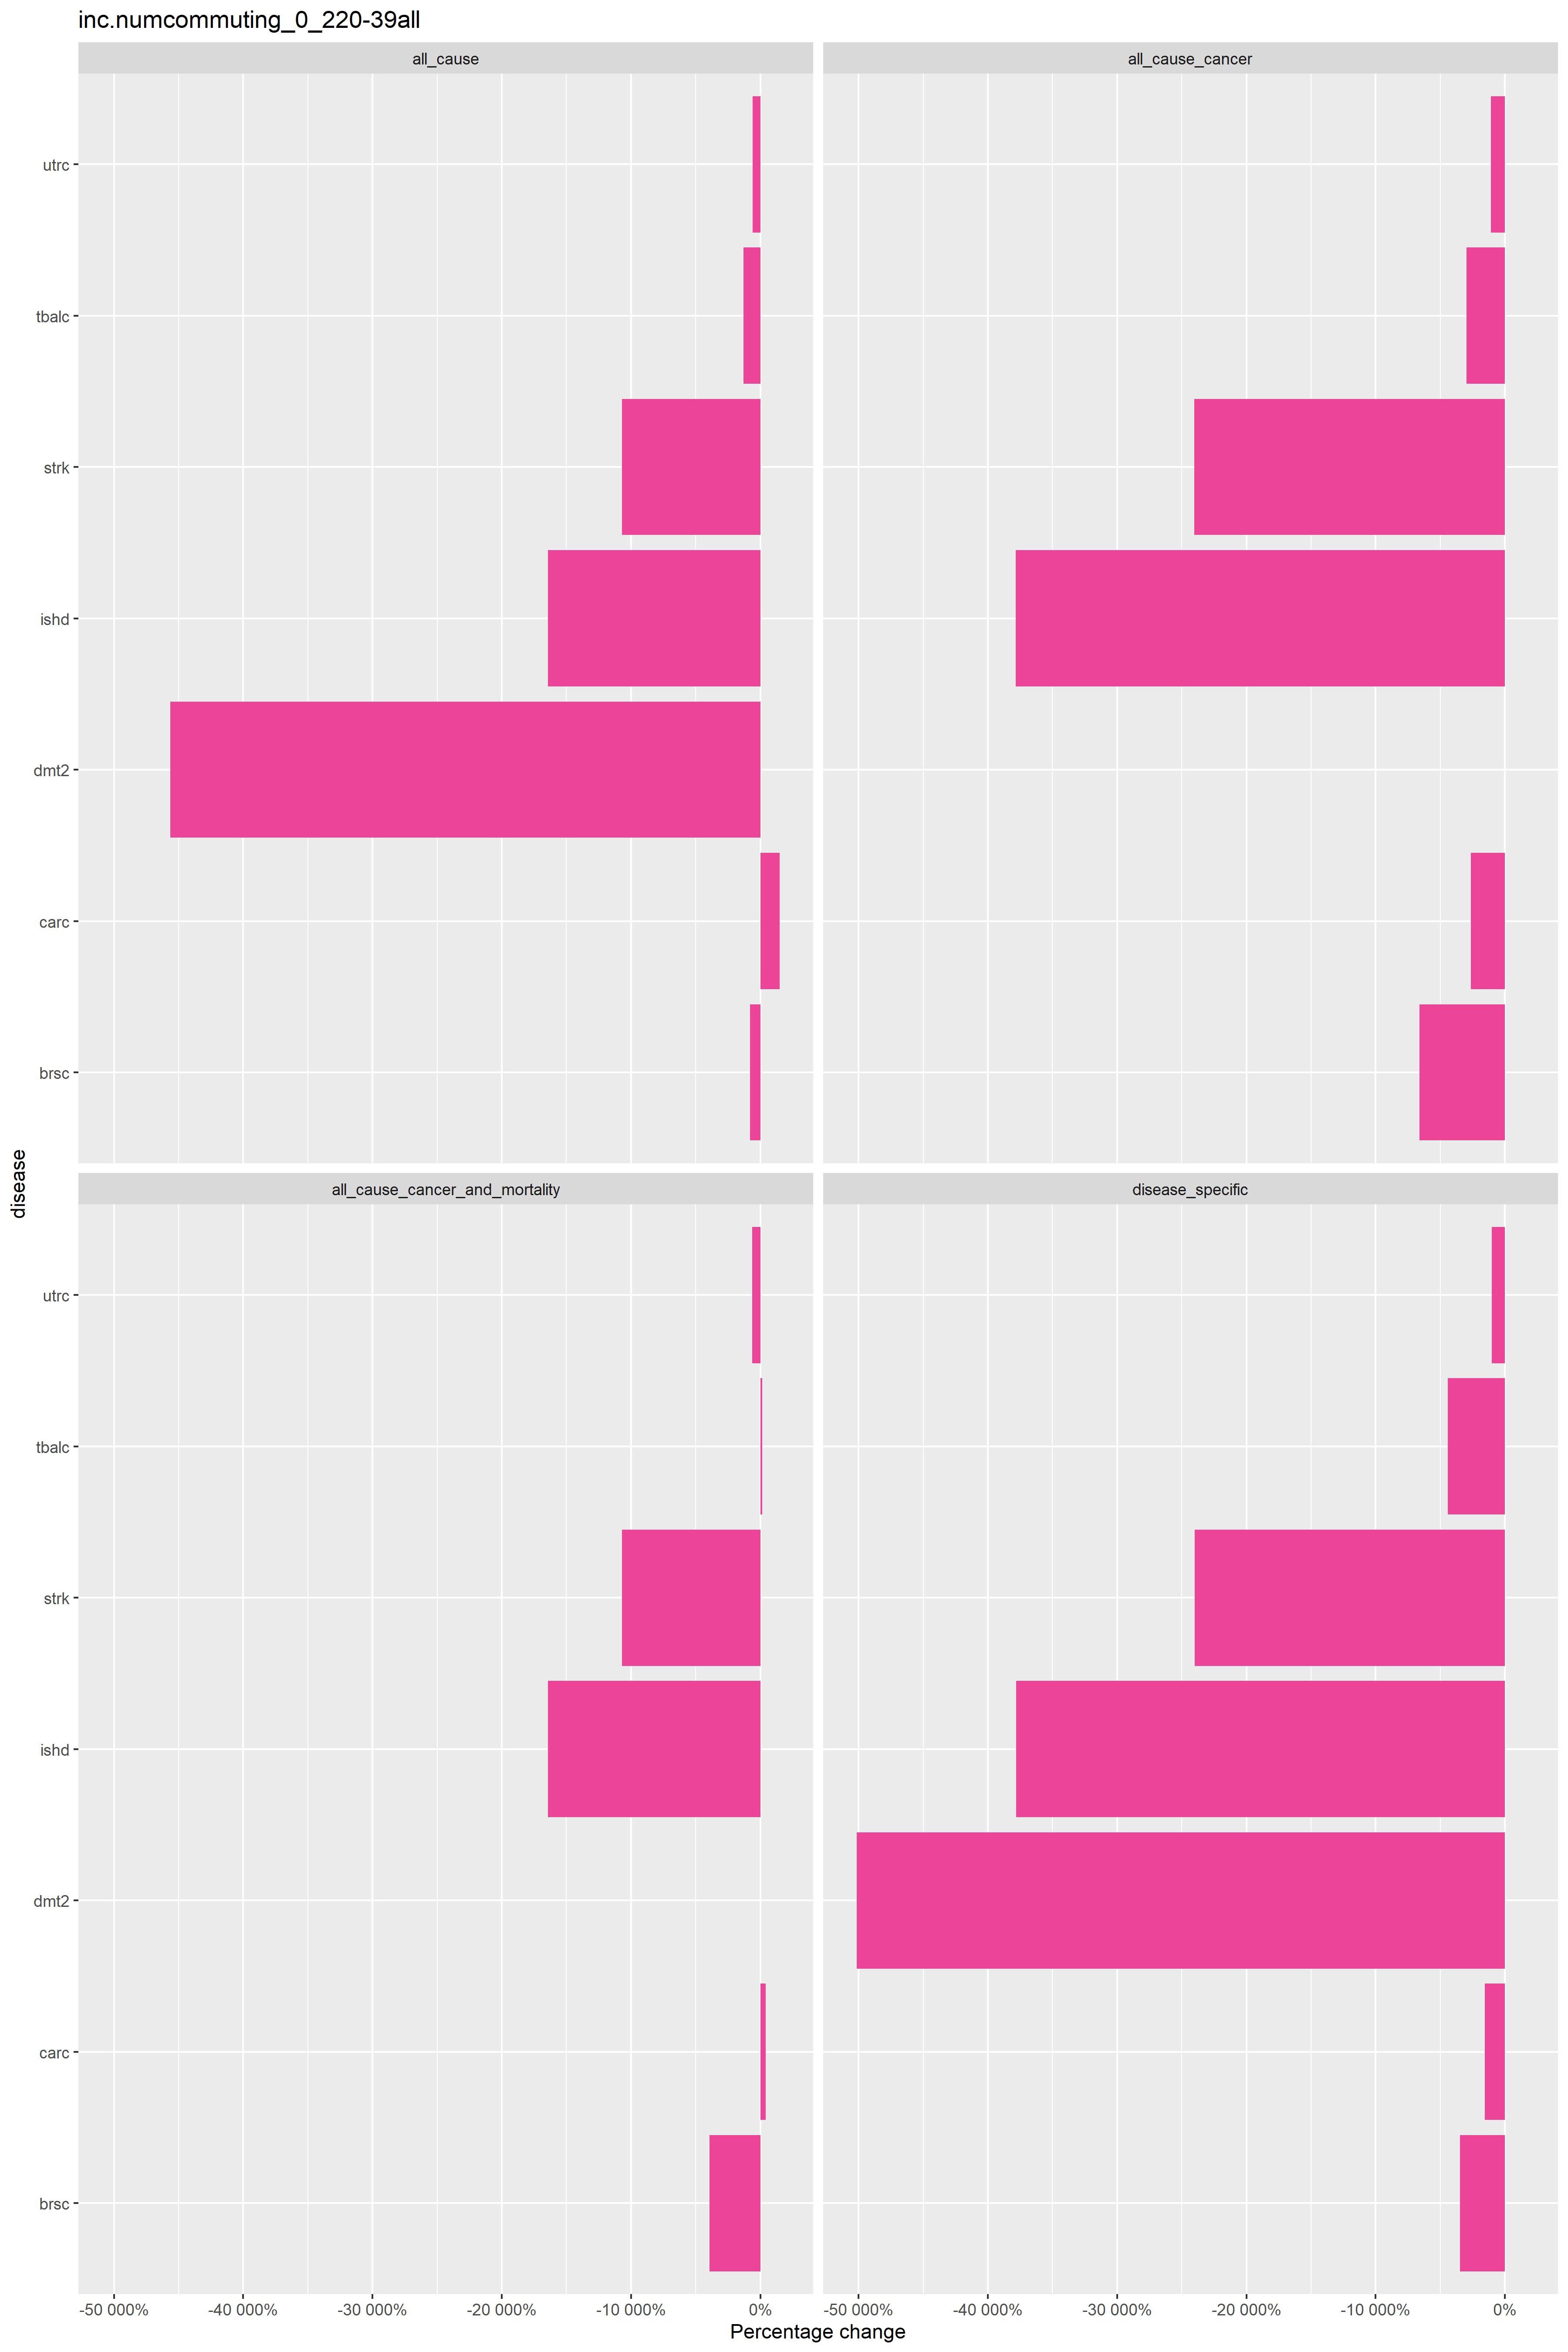 inc.numcommuting_0_220-39all
all_cause
all_cause_cancer
utrc
tbalc
strk
ishd
dmt2
carc
brsc
disease
all_cause_cancer_and_mortality
disease_specific
utrc
tbalc
strk
ishd
dmt2
carc
brsc
-50 000% -40 000% -30 000% -20 000% -10 000% 0%
-50 000% -40 000% -30 000% -20 000% -10 000% 0%
Percentage change